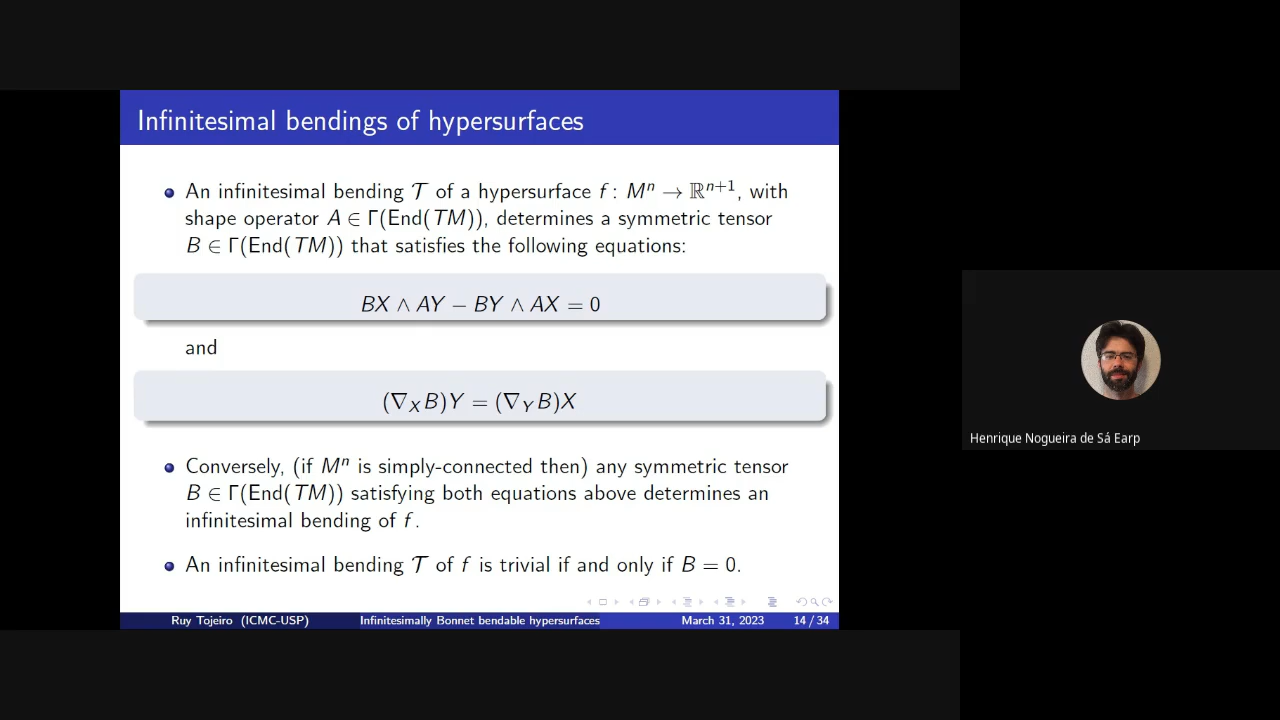 Infinitesimal bendings of hypersurfaces
An infinitesimal bending 𝒯 of a hypersurface f : Mⁿ → ℝⁿ⁺¹, with
shape operator A ∈ Γ(End(TM)), determines a symmetric tensor
B ∈ Γ(End(TM)) that satisfies the following equations:
BX ∧ AY − BY ∧ AX = 0
and
(∇_X B)Y = (∇_Y B)X
Conversely, (if Mⁿ is simply-connected then) any symmetric tensor
B ∈ Γ(End(TM)) satisfying both equations above determines an
infinitesimal bending of f.
An infinitesimal bending 𝒯 of f is trivial if and only if B = 0.
Ruy Tojeiro (ICMC-USP) Infinitesimally Bonnet bendable hypersurfaces March 31, 2023 14 / 34
Henrique Nogueira de Sá Earp